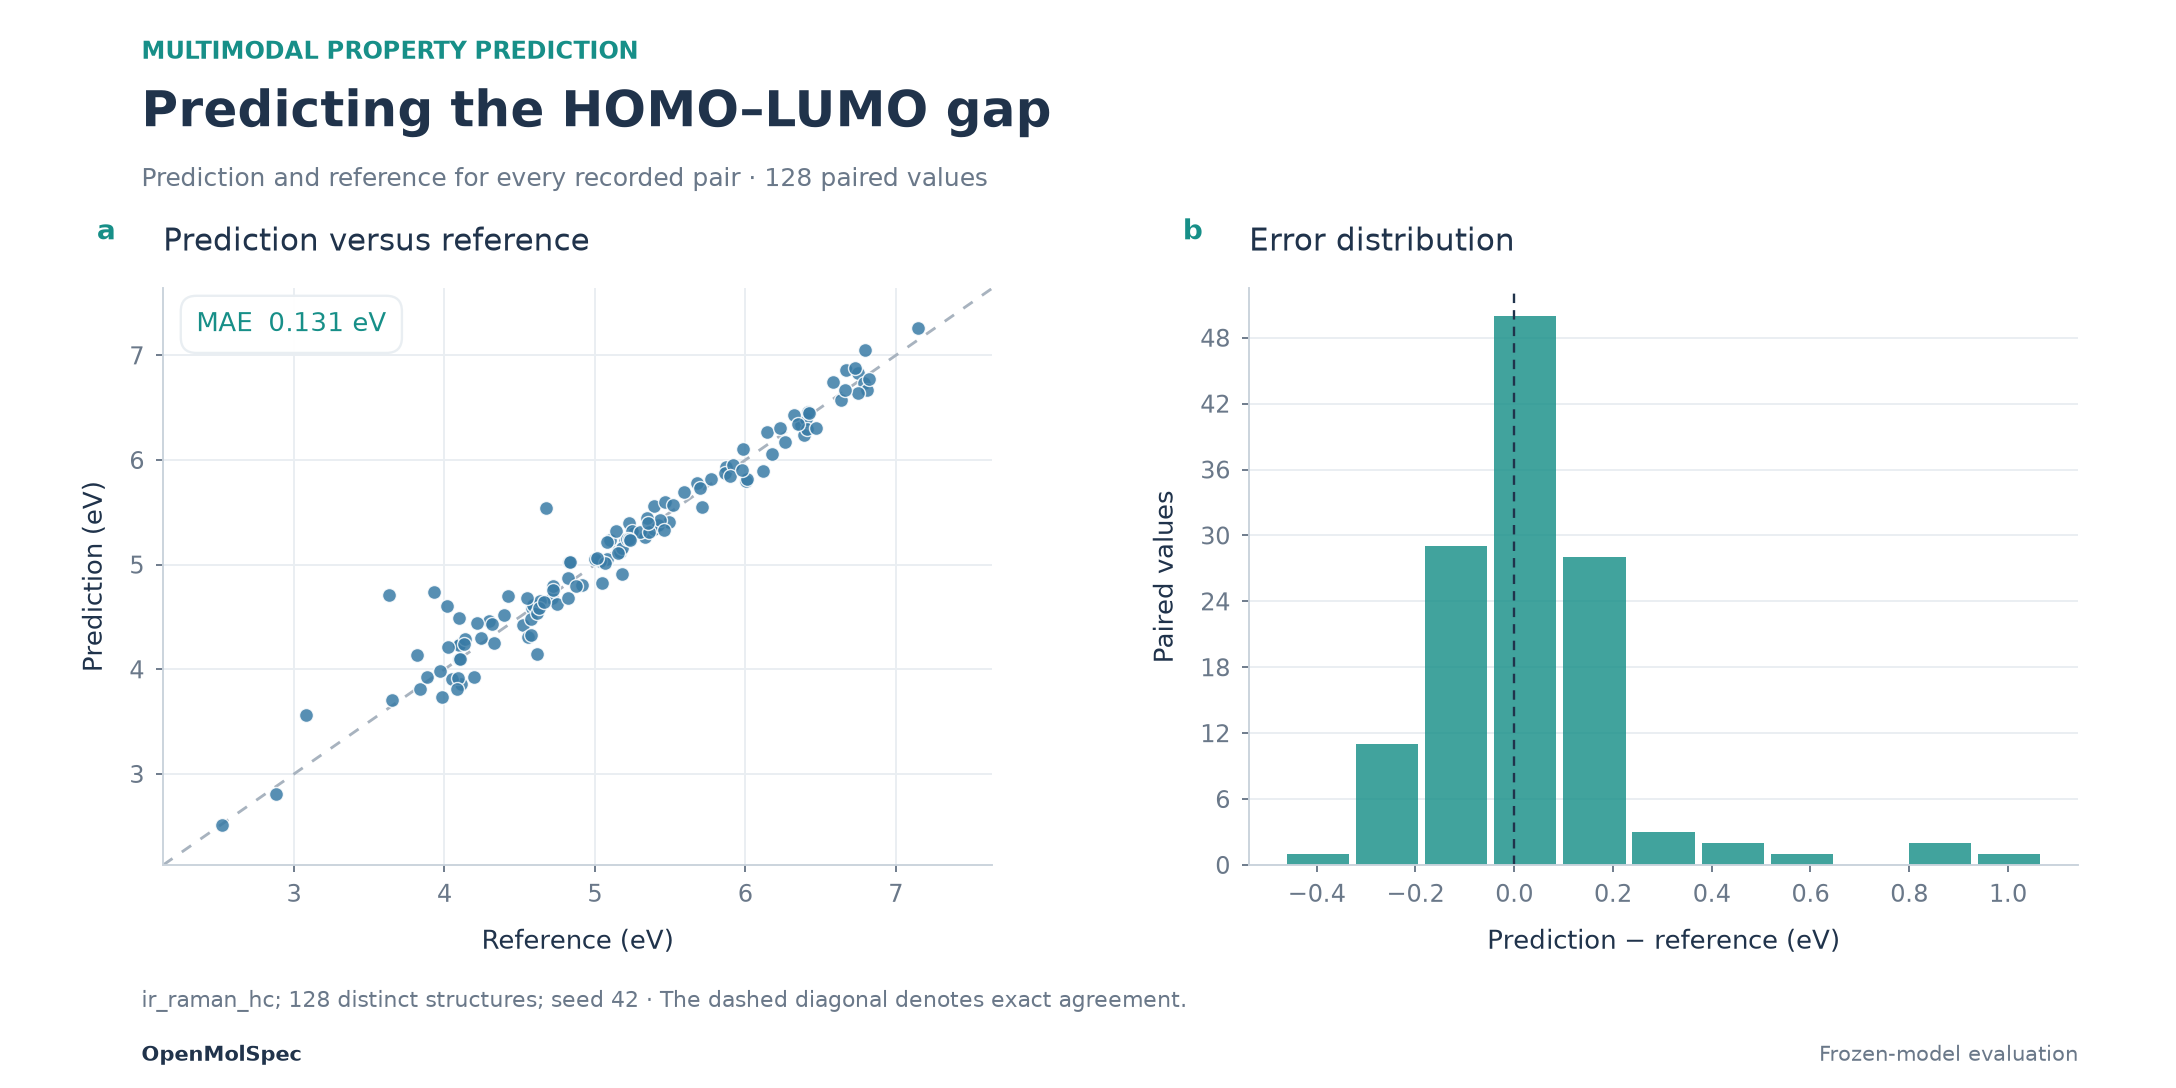 MULTIMODAL PROPERTY PREDICTION
Predicting the HOMO–LUMO gap
Prediction and reference for every recorded pair · 128 paired values
a
Prediction versus reference
MAE  0.131 eV
7
6
5
4
3
Prediction (eV)
3 4 5 6 7
Reference (eV)
b
Error distribution
48
42
36
30
24
18
12
6
0
Paired values
−0.4 −0.2 0.0 0.2 0.4 0.6 0.8 1.0
Prediction − reference (eV)
ir_raman_hc; 128 distinct structures; seed 42 · The dashed diagonal denotes exact agreement.
OpenMolSpec
Frozen-model evaluation